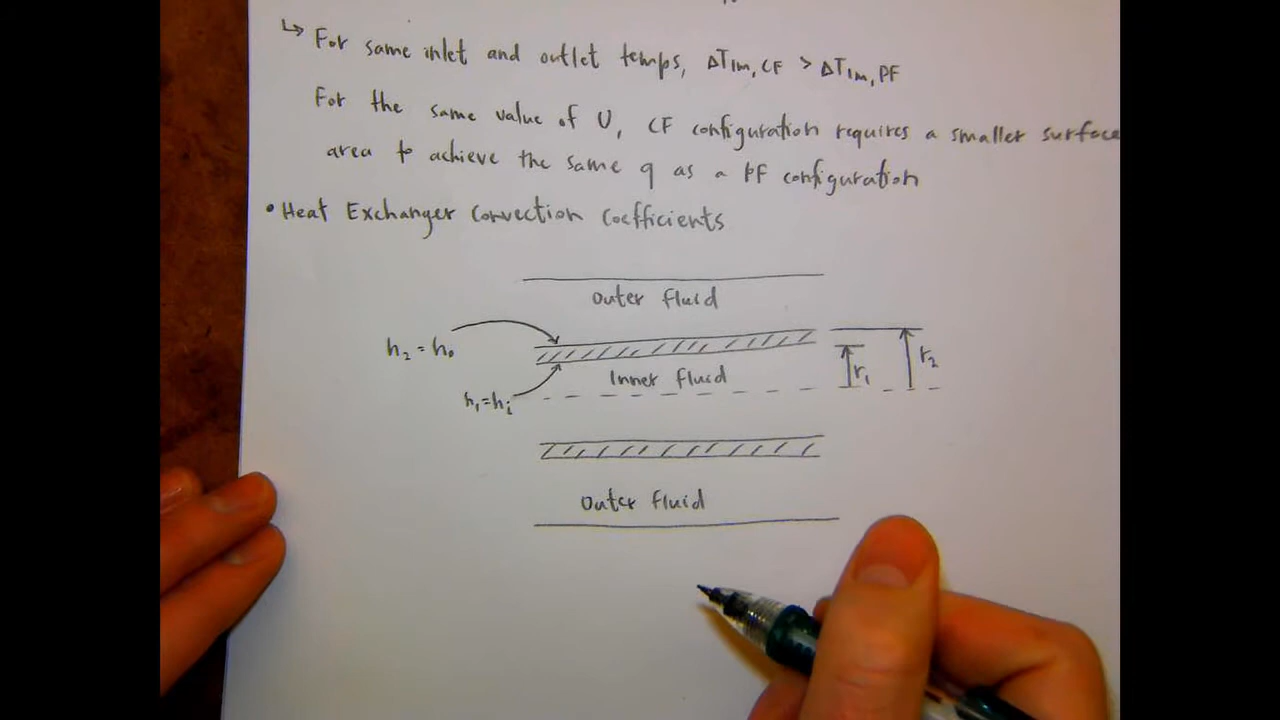 ↳ For same inlet and outlet temps, ΔTlm,CF > ΔTlm,PF
For the same value of U, CF configuration requires a smaller surface
area to achieve the same q as a PF configuration
• Heat Exchanger Convection Coefficients
Outer fluid
h₂ = hₒ
r₂
Inner fluid
r₁
h₁ = hᵢ
Outer fluid